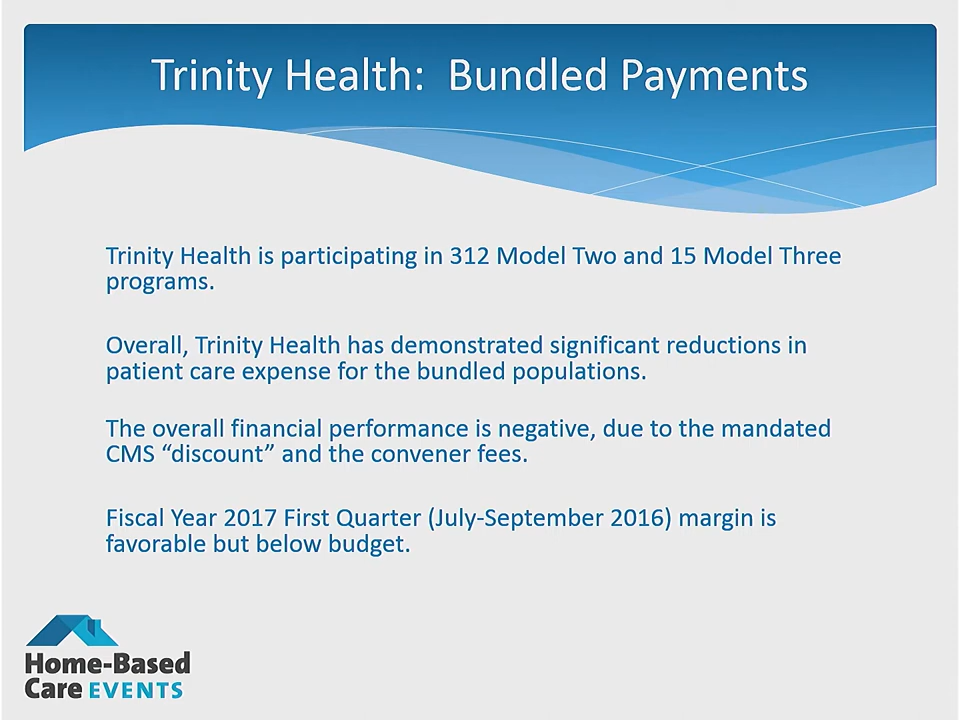 Trinity Health:  Bundled Payments
Trinity Health is participating in 312 Model Two and 15 Model Three
programs.
Overall, Trinity Health has demonstrated significant reductions in
patient care expense for the bundled populations.
The overall financial performance is negative, due to the mandated
CMS “discount” and the convener fees.
Fiscal Year 2017 First Quarter (July-September 2016) margin is
favorable but below budget.
Home-Based
Care EVENTS